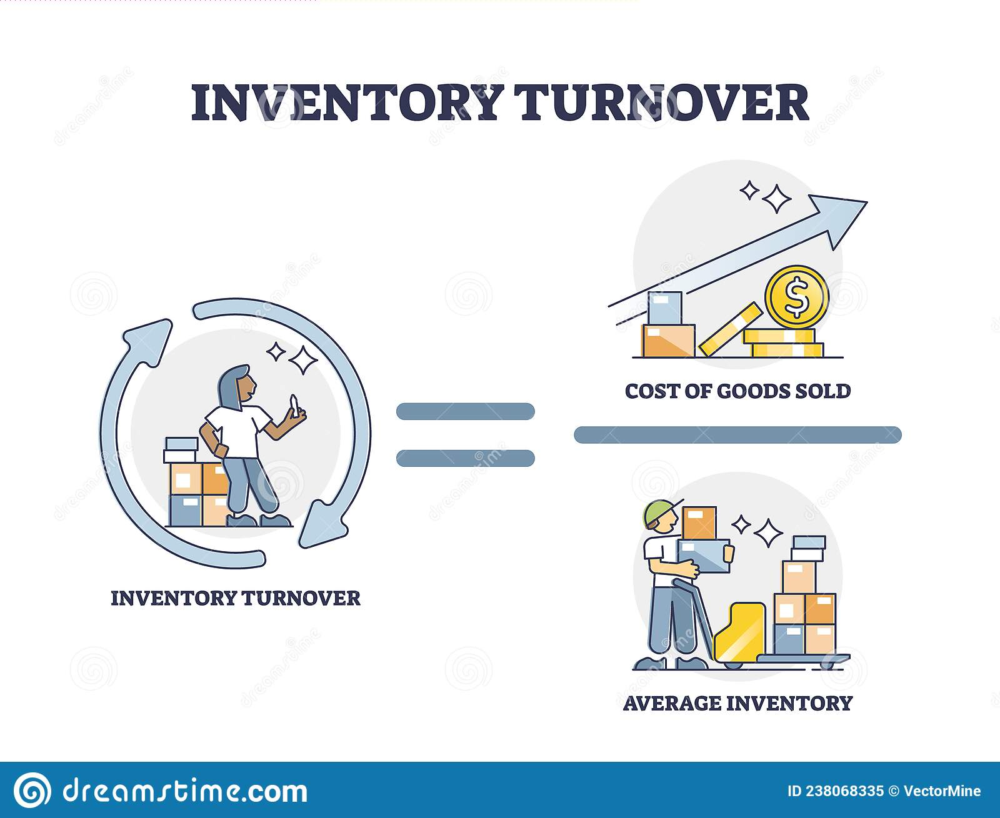 INVENTORY TURNOVER
COST OF GOODS SOLD
INVENTORY TURNOVER
AVERAGE INVENTORY
dreamstime.com
ID 238068335 © VectorMine